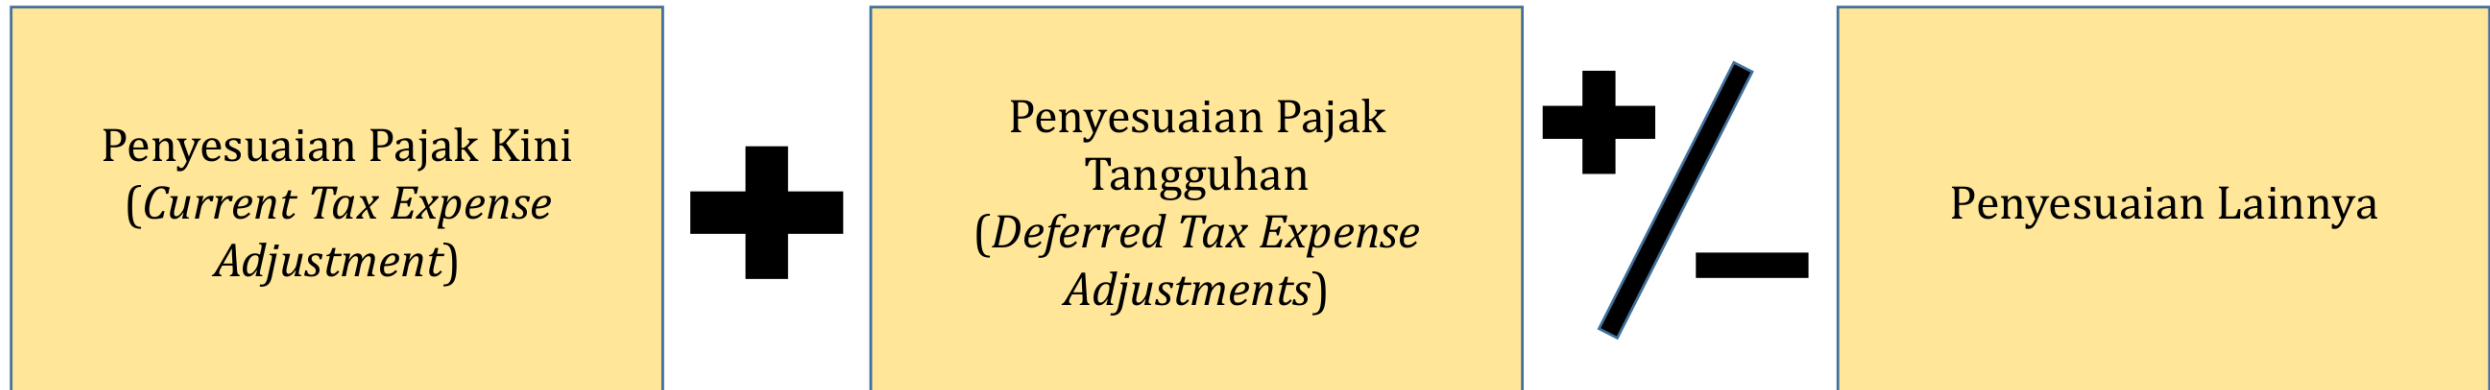 Penyesuaian Pajak Kini
(Current Tax Expense
Adjustment)
+
Penyesuaian Pajak
Tangguhan
(Deferred Tax Expense
Adjustments)
+/−
Penyesuaian Lainnya